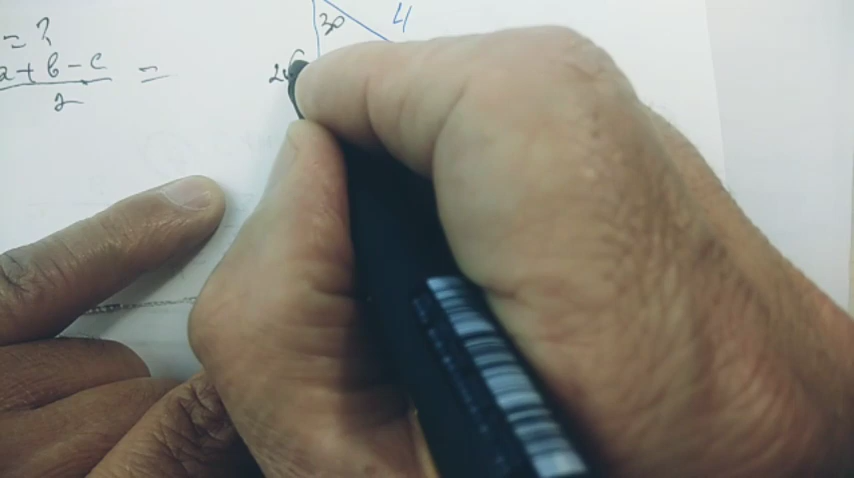 = ?
a + b - c =
2
30
4